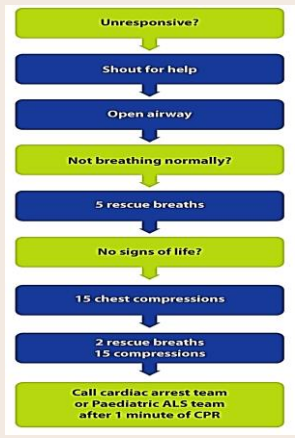 Unresponsive?
Shout for help
Open airway
Not breathing normally?
5 rescue breaths
No signs of life?
15 chest compressions
2 rescue breaths
15 compressions
Call cardiac arrest team
or Paediatric ALS team
after 1 minute of CPR